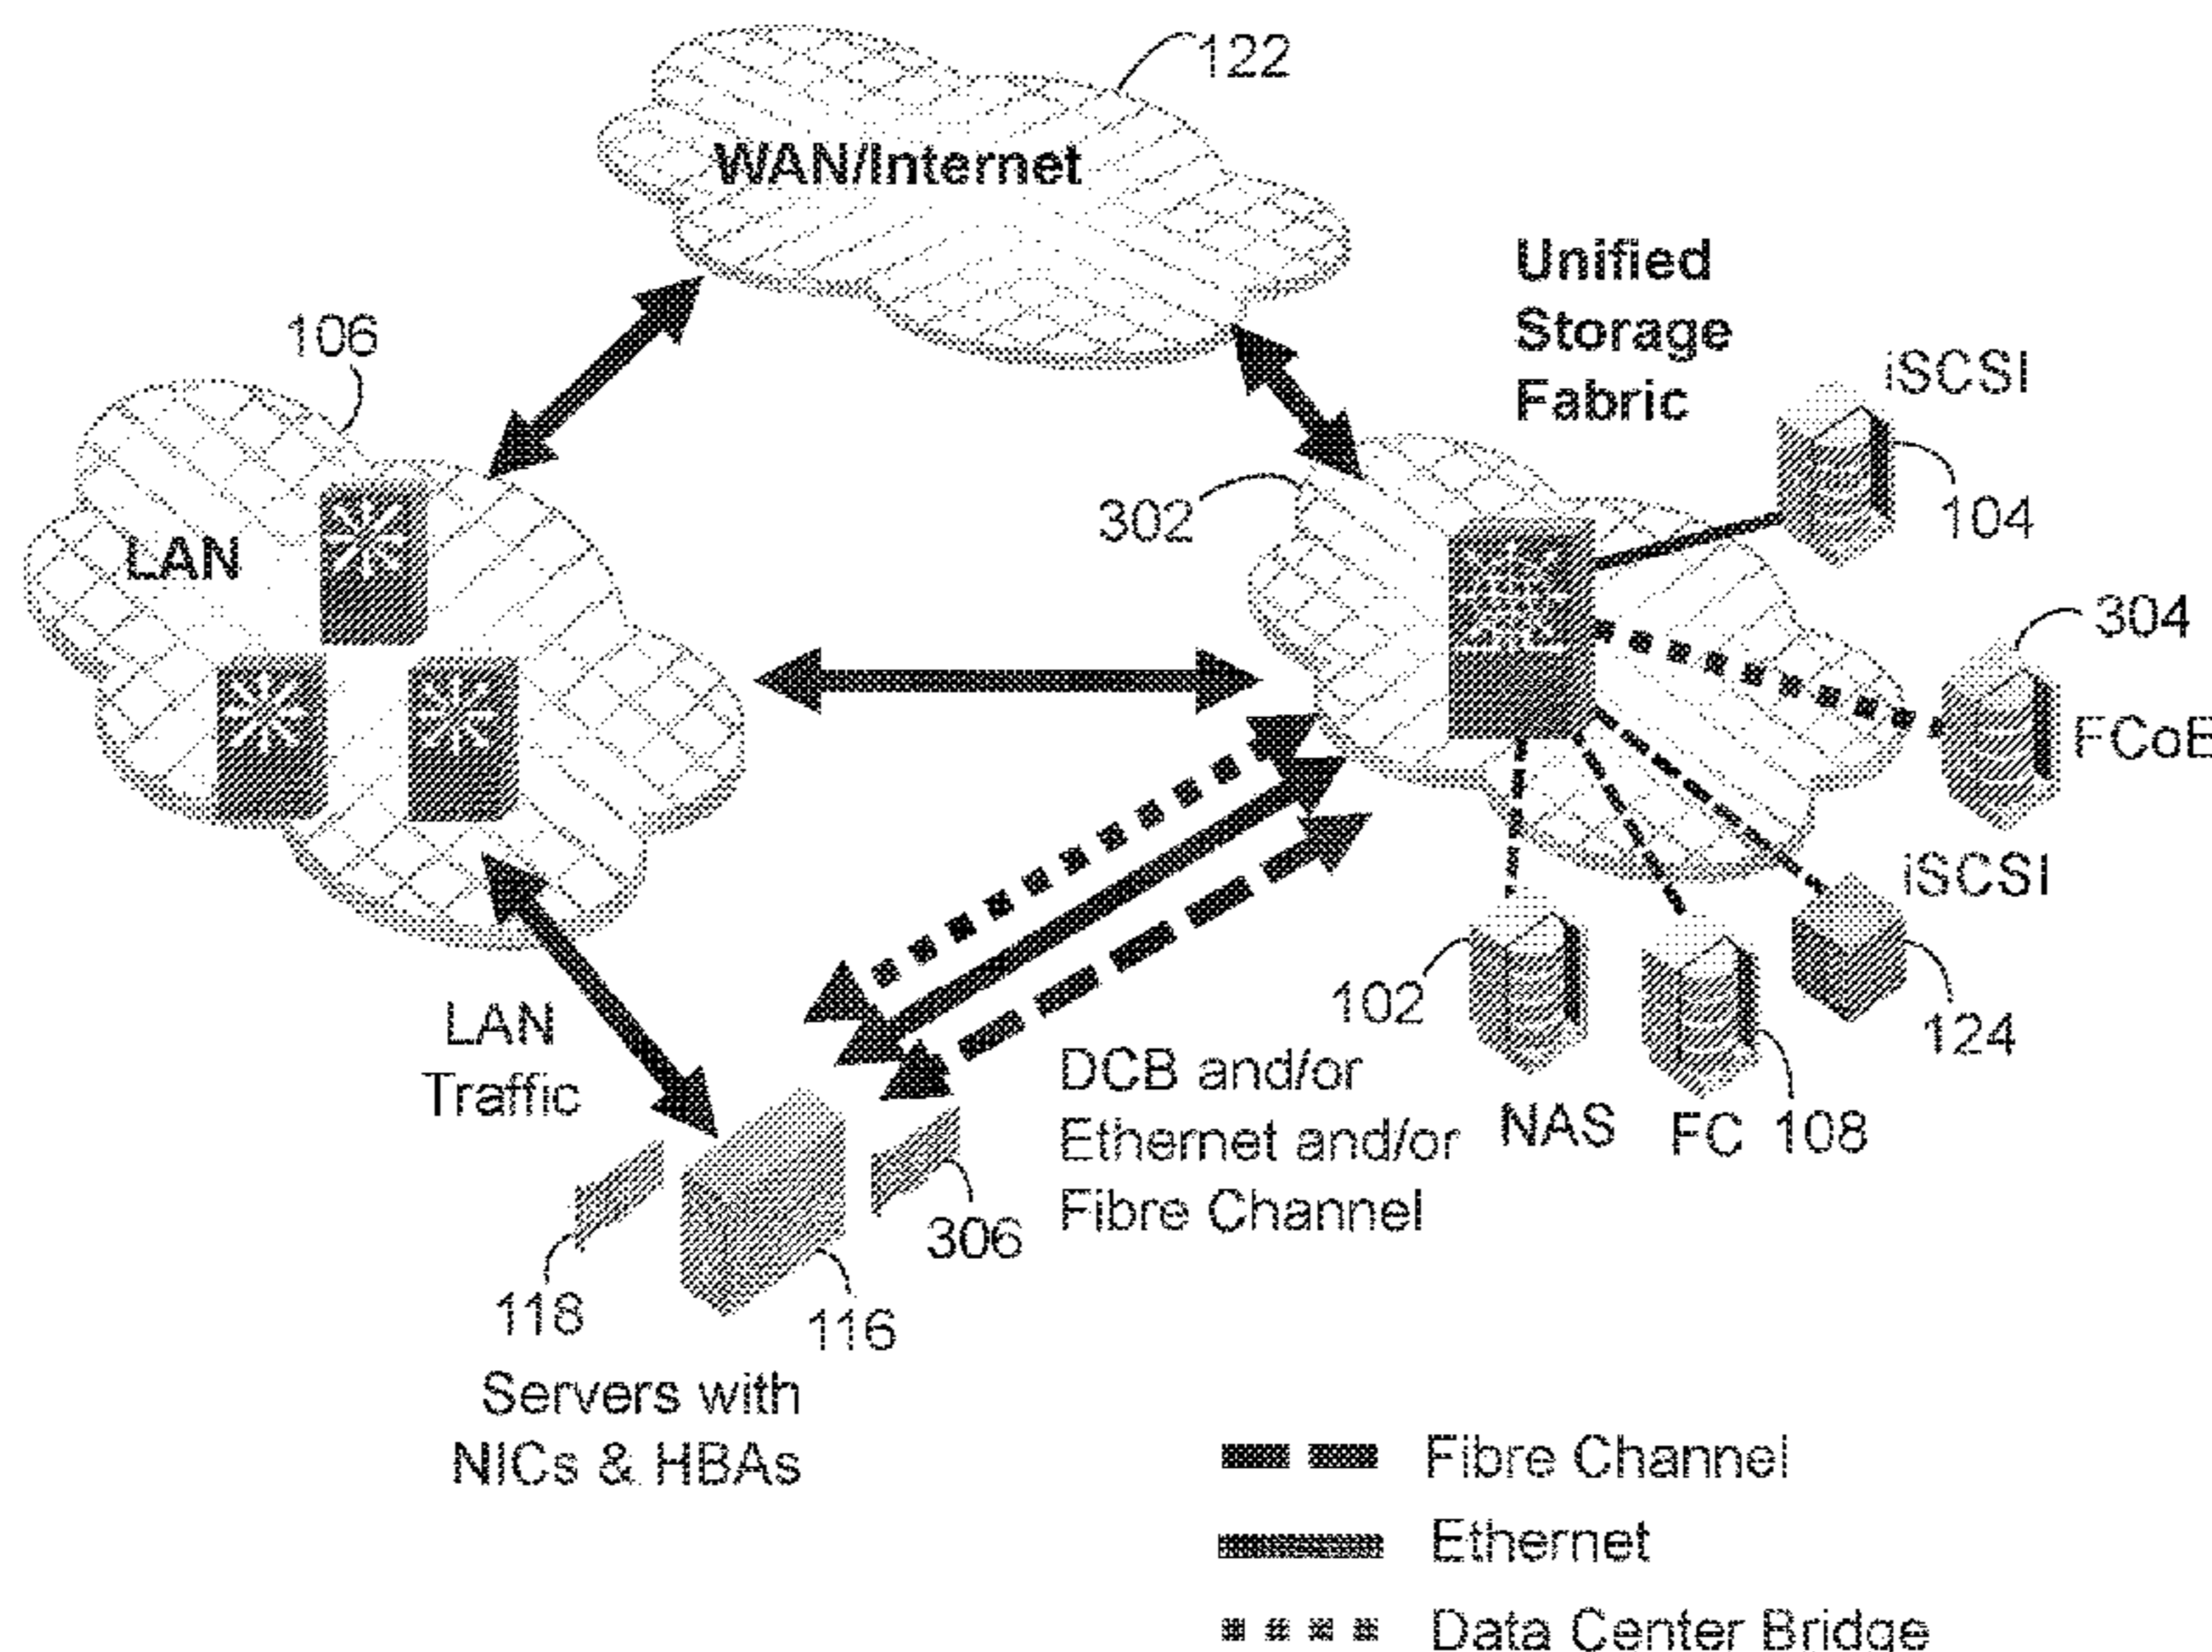 122
WAN/Internet
Unified
Storage
Fabric
106
iSCSI
302
104
LAN
304
FCoE
iSCSI
102
124
LAN
Traffic
DCB and/or
Ethernet and/or
Fibre Channel
NAS
FC 108
306
118
116
Servers with
NICs & HBAs
Fibre Channel
Ethernet
Data Center Bridge